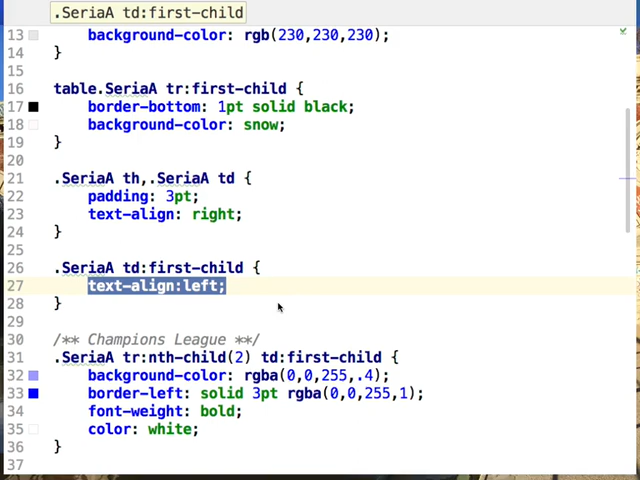 .SeriaA td:first-child
13 background-color: rgb(230,230,230);
14 }
15
16 table.SeriaA tr:first-child {
17 border-bottom: 1pt solid black;
18 background-color: snow;
19 }
20
21 .SeriaA th,.SeriaA td {
22 padding: 3pt;
23 text-align: right;
24 }
25
26 .SeriaA td:first-child {
27 text-align:left;
28 }
29
30 /** Champions League **/
31 .SeriaA tr:nth-child(2) td:first-child {
32 background-color: rgba(0,0,255,.4);
33 border-left: solid 3pt rgba(0,0,255,1);
34 font-weight: bold;
35 color: white;
36 }
37